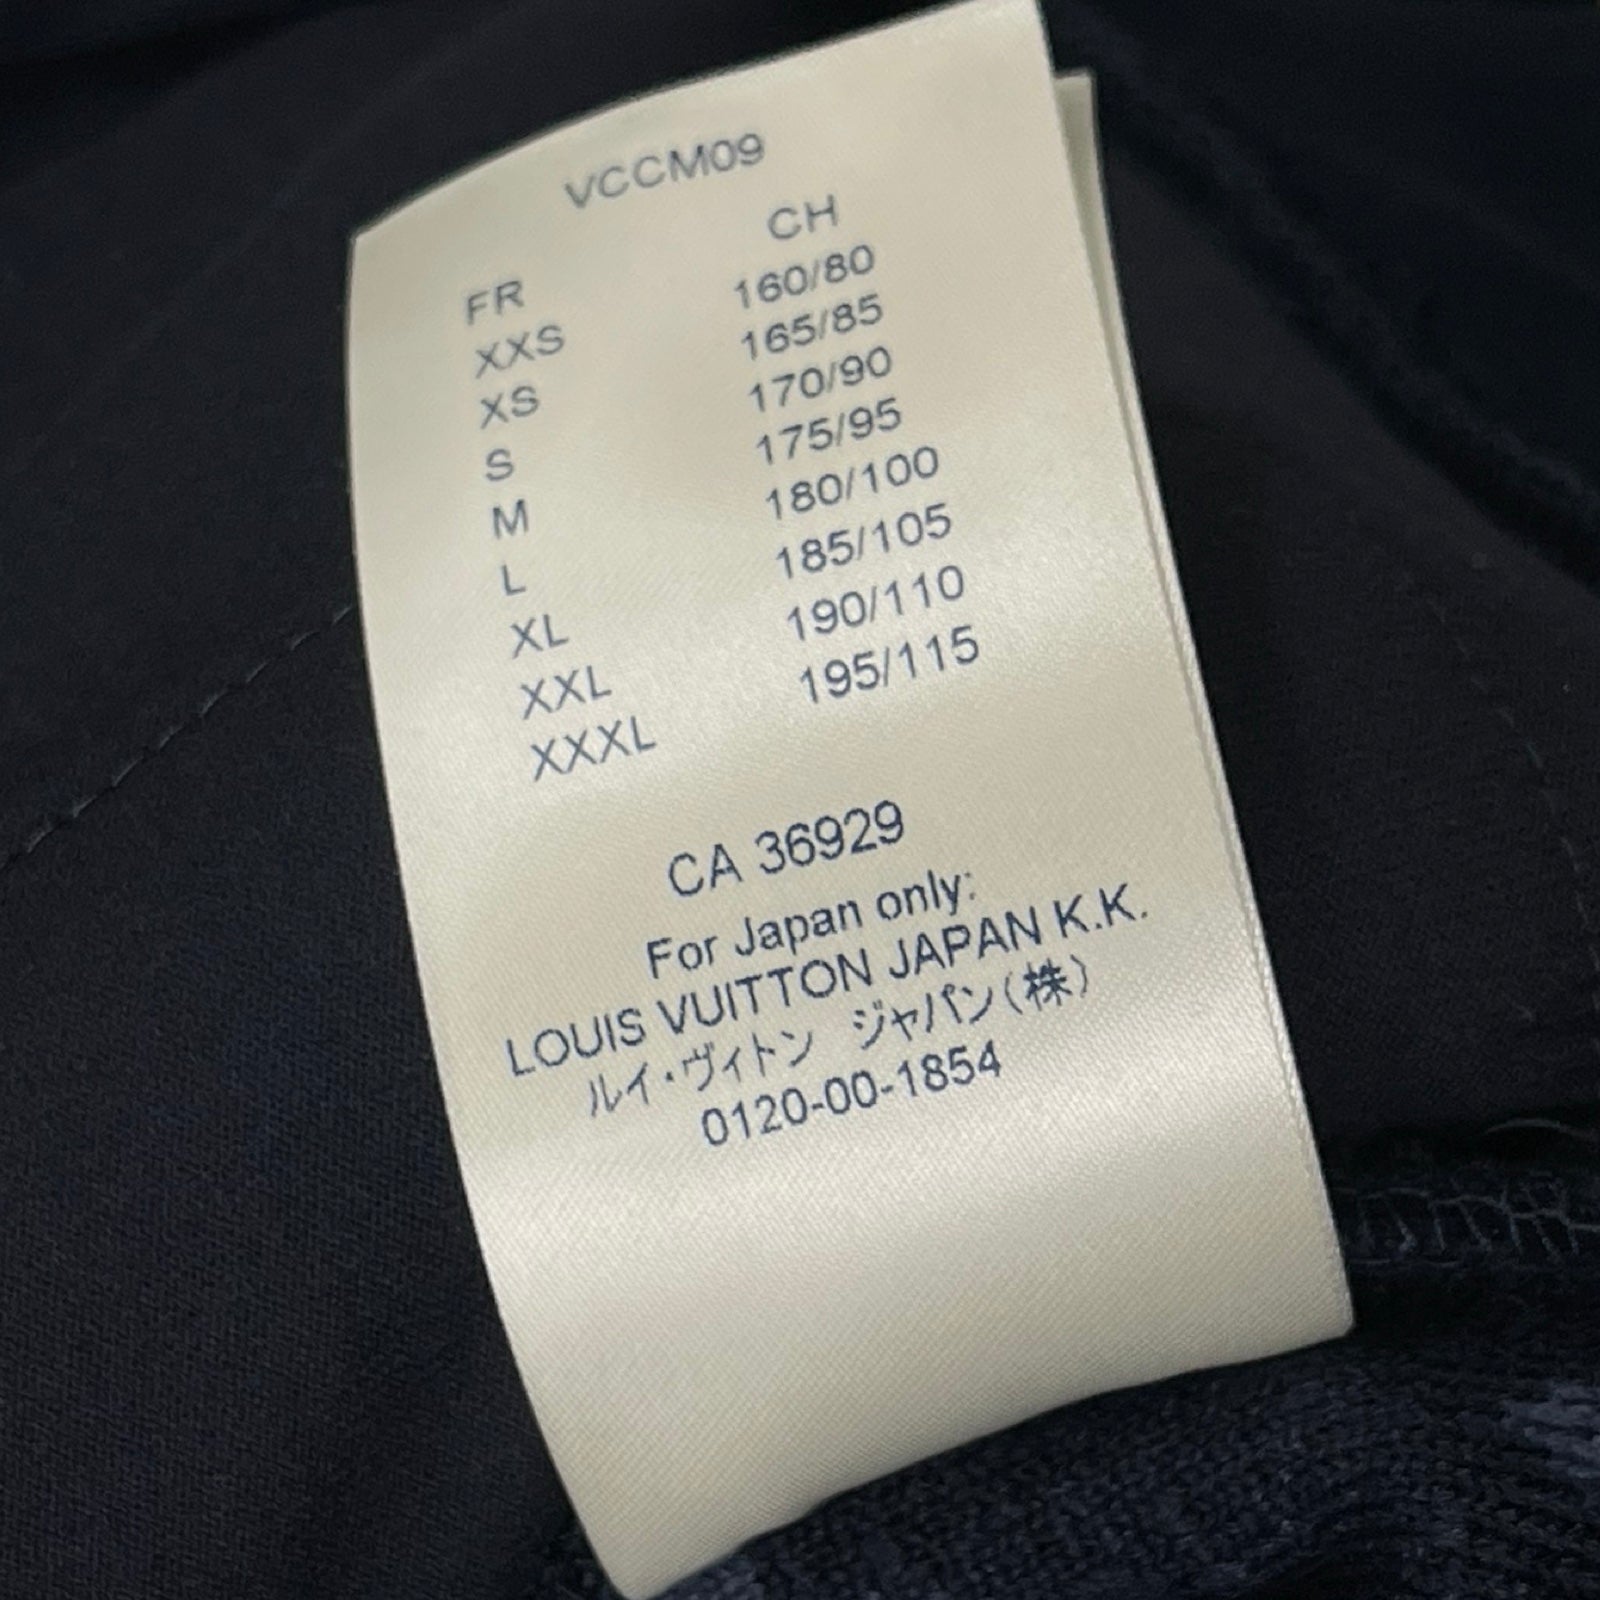 VCCM09
FR CH
XXS 160/80
XS 165/85
S 170/90
M 175/95
L 180/100
XL 185/105
XXL 190/110
XXXL 195/115
CA 36929
For Japan only:
LOUIS VUITTON JAPAN K.K.
ルイ・ヴィトン ジャパン(株)
0120-00-1854